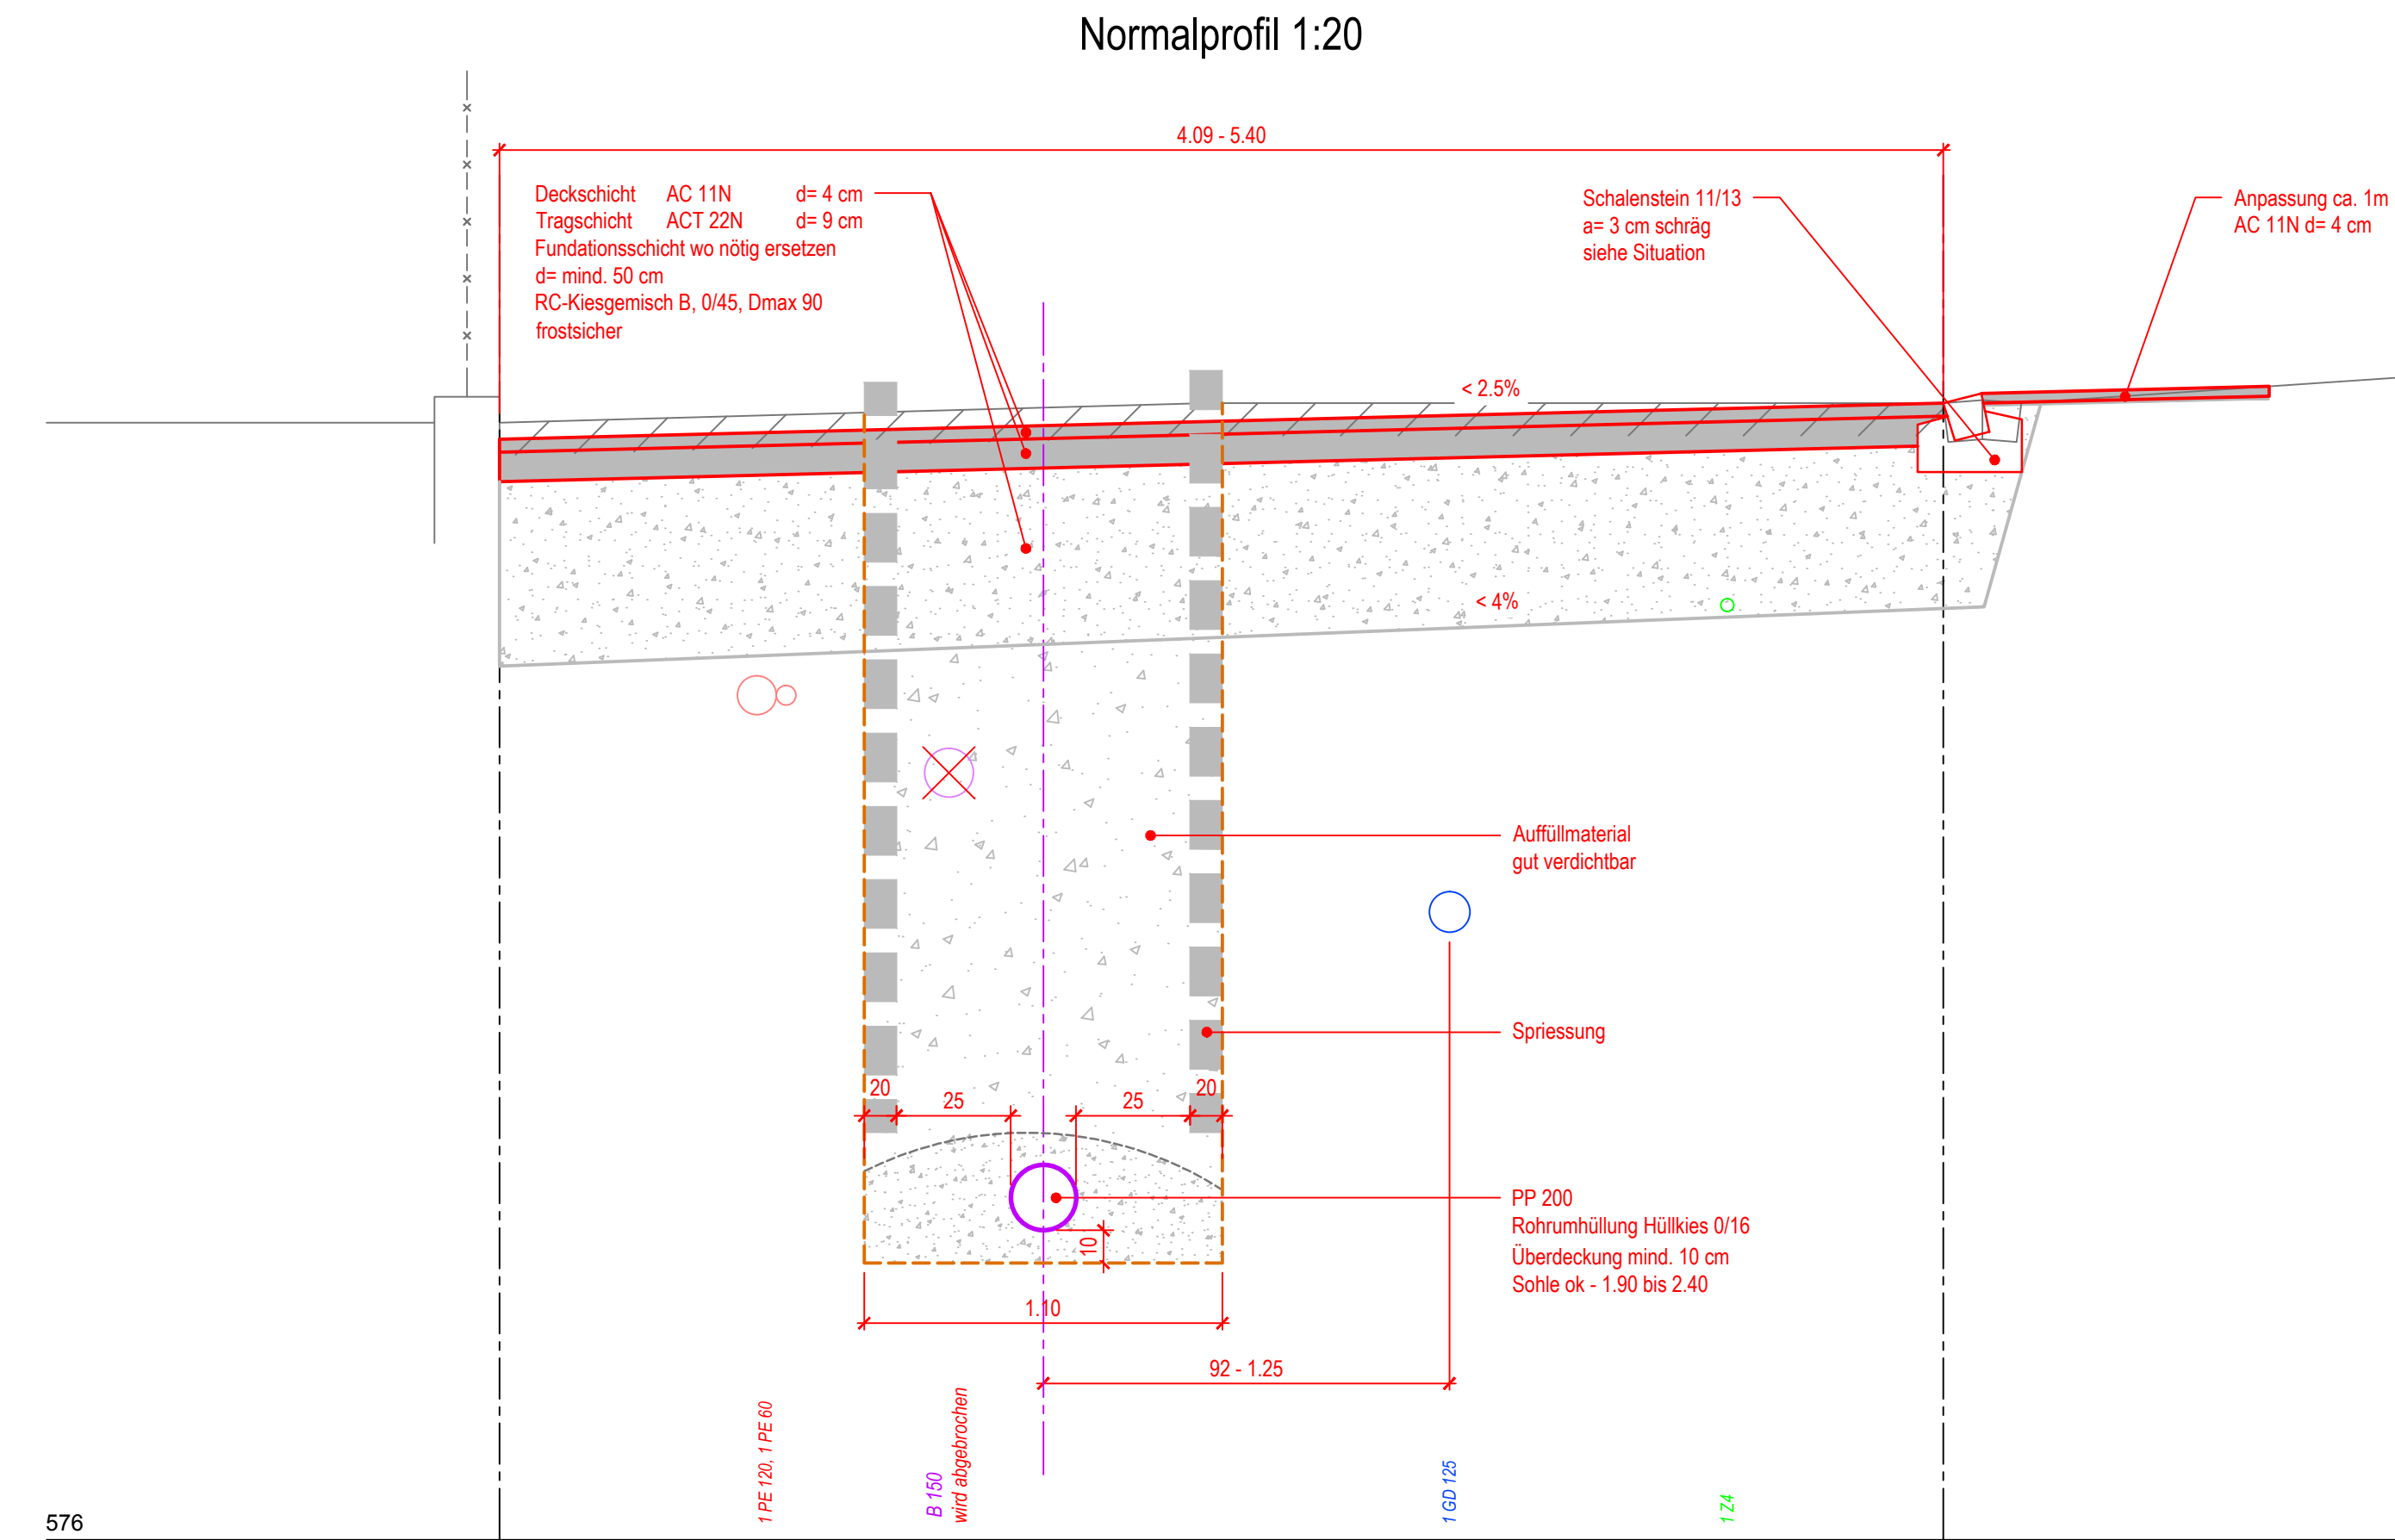 Normalprofil 1:20
4.09 - 5.40
Deckschicht AC 11N d= 4 cm
Tragschicht ACT 22N d= 9 cm
Fundationsschicht wo nötig ersetzen
d= mind. 50 cm
RC-Kiesgemisch B, 0/45, Dmax 90
frostsicher
Schalenstein 11/13
a= 3 cm schräg
siehe Situation
Anpassung ca. 1m
AC 11N d= 4 cm
< 2.5%
< 4%
Auffüllmaterial
gut verdichtbar
Spriessung
20
25
25
20
10
PP 200
Rohrumhüllung Hüllkies 0/16
Überdeckung mind. 10 cm
Sohle ok - 1.90 bis 2.40
1.10
92 - 1.25
1 PE 120, 1 PE 60
B 150
wird abgebrochen
1 GD 125
1 Z4
576